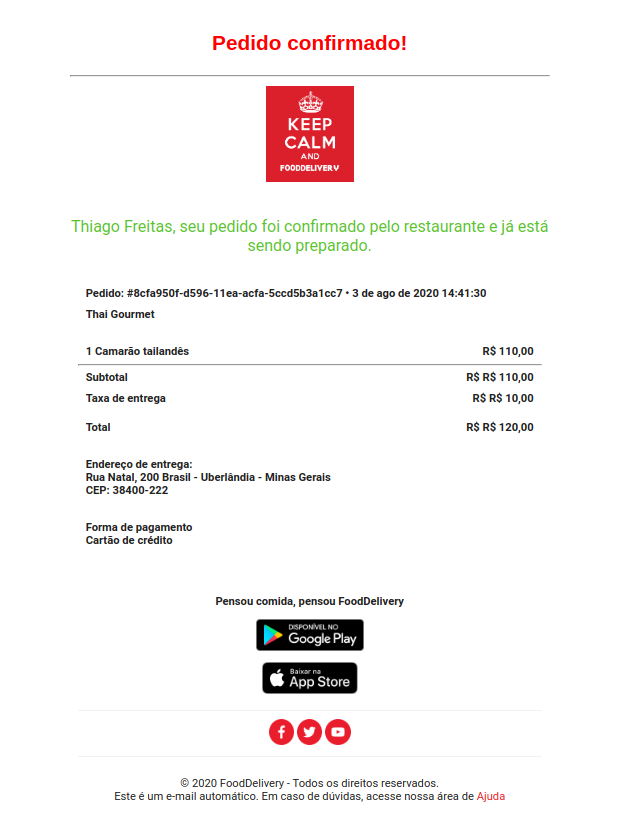 Pedido confirmado!
KEEP
CALM
AND
FOODDELIVERY
Thiago Freitas, seu pedido foi confirmado pelo restaurante e já está
sendo preparado.
Pedido: #8cfa950f-d596-11ea-acfa-5ccd5b3a1cc7 • 3 de ago de 2020 14:41:30
Thai Gourmet
1 Camarão tailandês R$ 110,00
Subtotal R$ R$ 110,00
Taxa de entrega R$ R$ 10,00
Total R$ R$ 120,00
Endereço de entrega:
Rua Natal, 200 Brasil - Uberlândia - Minas Gerais
CEP: 38400-222
Forma de pagamento
Cartão de crédito
Pensou comida, pensou FoodDelivery
DISPONÍVEL NO
Google Play
Baixar na
App Store
© 2020 FoodDelivery - Todos os direitos reservados.
Este é um e-mail automático. Em caso de dúvidas, acesse nossa área de Ajuda